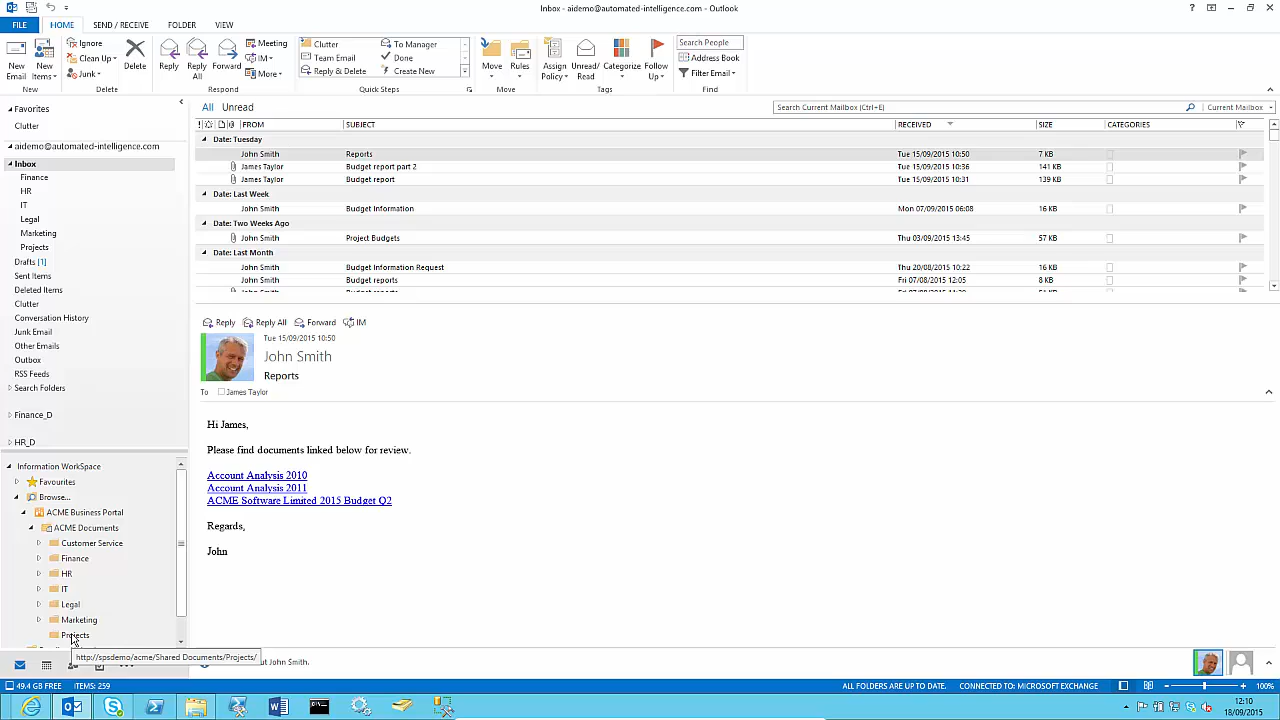 Inbox - aidemo@automated-intelligence.com - Outlook
FILE HOME SEND / RECEIVE FOLDER VIEW
New Email
New Items
Ignore
Clean Up
Junk
Delete
Reply
Reply All
Forward
Meeting
IM
More
Clutter
Team Email
Reply & Delete
To Manager
Done
Create New
Move
Rules
Assign Policy
Unread/ Read
Categorize
Follow Up
Search People
Address Book
Filter Email
New Delete Respond Quick Steps Move Tags Find
Favorites
Clutter
aidemo@automated-intelligence.com
Inbox
Finance
HR
IT
Legal
Marketing
Projects
Drafts [1]
Sent Items
Deleted Items
Clutter
Conversation History
Junk Email
Other Emails
Outbox
RSS Feeds
Search Folders
Finance_D
HR_D
Information WorkSpace
Favourites
Browse...
ACME Business Portal
ACME Documents
Customer Service
Finance
HR
IT
Legal
Marketing
Projects
http://spsdemo/acme/Shared Documents/Projects/
All Unread
Search Current Mailbox (Ctrl+E) Current Mailbox
FROM SUBJECT RECEIVED SIZE CATEGORIES
Date: Tuesday
John Smith Reports Tue 15/09/2015 10:50 7 KB
James Taylor Budget report part 2 Tue 15/09/2015 10:36 141 KB
James Taylor Budget report Tue 15/09/2015 10:31 139 KB
Date: Last Week
John Smith Budget Information Mon 07/09/2015 06:08 16 KB
Date: Two Weeks Ago
John Smith Project Budgets Thu 03/09/2015 13:45 57 KB
Date: Last Month
John Smith Budget Information Request Thu 20/08/2015 10:22 16 KB
John Smith Budget reports Fri 07/08/2015 12:05 8 KB
Reply Reply All Forward IM
Tue 15/09/2015 10:50
John Smith
Reports
To James Taylor
Hi James,
Please find documents linked below for review.
Account Analysis 2010
Account Analysis 2011
ACME Software Limited 2015 Budget Q2
Regards,
John
ut John Smith.
49.4 GB FREE ITEMS: 259 ALL FOLDERS ARE UP TO DATE. CONNECTED TO: MICROSOFT EXCHANGE 100%
12:10
18/09/2015